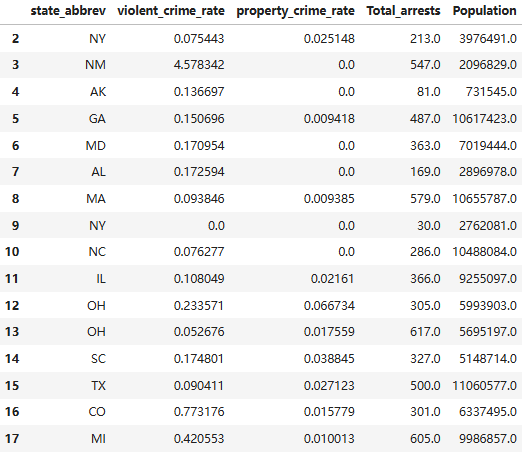 state_abbrev violent_crime_rate property_crime_rate Total_arrests Population
2 NY 0.075443 0.025148 213.0 3976491.0
3 NM 4.578342 0.0 547.0 2096829.0
4 AK 0.136697 0.0 81.0 731545.0
5 GA 0.150696 0.009418 487.0 10617423.0
6 MD 0.170954 0.0 363.0 7019444.0
7 AL 0.172594 0.0 169.0 2896978.0
8 MA 0.093846 0.009385 579.0 10655787.0
9 NY 0.0 0.0 30.0 2762081.0
10 NC 0.076277 0.0 286.0 10488084.0
11 IL 0.108049 0.02161 366.0 9255097.0
12 OH 0.233571 0.066734 305.0 5993903.0
13 OH 0.052676 0.017559 617.0 5695197.0
14 SC 0.174801 0.038845 327.0 5148714.0
15 TX 0.090411 0.027123 500.0 11060577.0
16 CO 0.773176 0.015779 301.0 6337495.0
17 MI 0.420553 0.010013 605.0 9986857.0